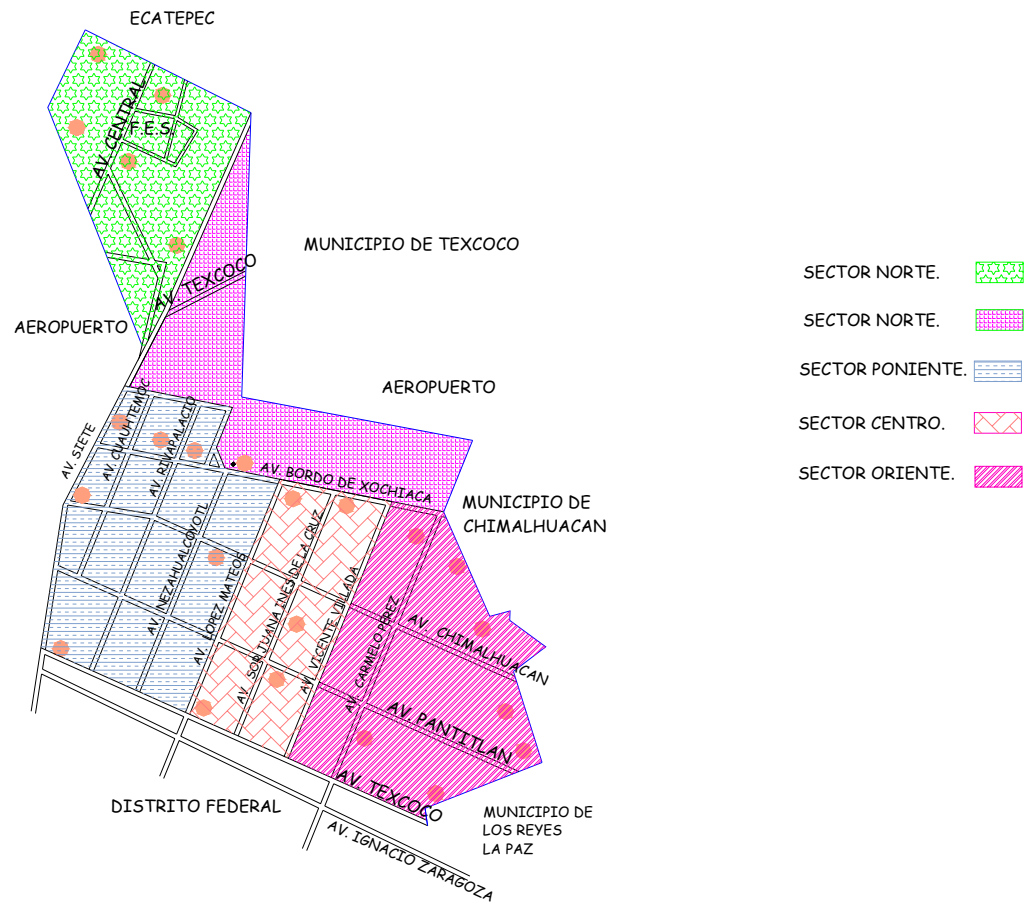 ECATEPEC
AV. CENTRAL
F.E.S.
MUNICIPIO DE TEXCOCO
AV. TEXCOCO
AEROPUERTO
AEROPUERTO
SECTOR NORTE.
SECTOR NORTE.
SECTOR PONIENTE.
SECTOR CENTRO.
SECTOR ORIENTE.
AV. SIETE
AV. CUAUHTEMOC
AV. RIVAPALACIO
AV. BORDO DE XOCHIACA
MUNICIPIO DE
CHIMALHUACAN
AV. NEZAHUALCOYOTL
AV. LOPEZ MATEOS
AV. SOR JUANA INES DE LA CRUZ
AV. VICENTE VILLADA
AV. CARMELO PEREZ
AV. CHIMALHUACAN
AV. PANTITLAN
AV. TEXCOCO
DISTRITO FEDERAL
AV. IGNACIO ZARAGOZA
MUNICIPIO DE
LOS REYES
LA PAZ